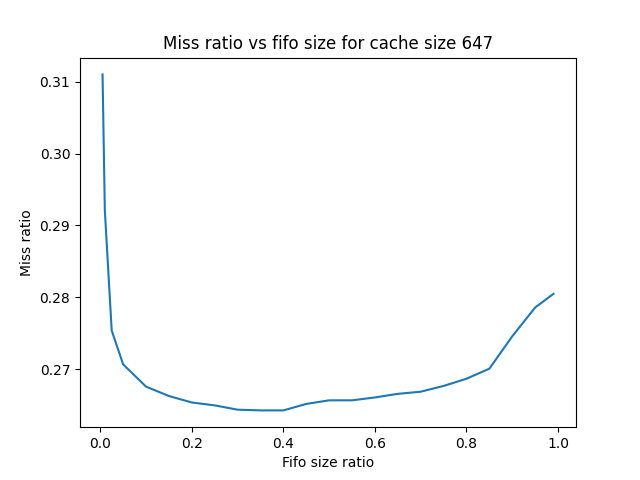 Miss ratio vs fifo size for cache size 647
0.31
0.30
0.29
0.28
0.27
Miss ratio
0.0 0.2 0.4 0.6 0.8 1.0
Fifo size ratio